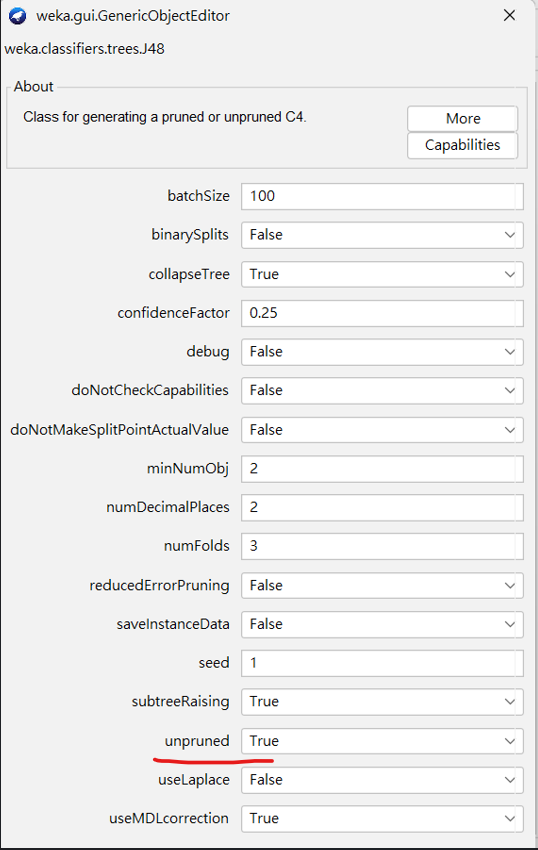 weka.gui.GenericObjectEditor
weka.classifiers.trees.J48
About
Class for generating a pruned or unpruned C4.
More
Capabilities
batchSize 100
binarySplits False
collapseTree True
confidenceFactor 0.25
debug False
doNotCheckCapabilities False
doNotMakeSplitPointActualValue False
minNumObj 2
numDecimalPlaces 2
numFolds 3
reducedErrorPruning False
saveInstanceData False
seed 1
subtreeRaising True
unpruned True
useLaplace False
useMDLcorrection True